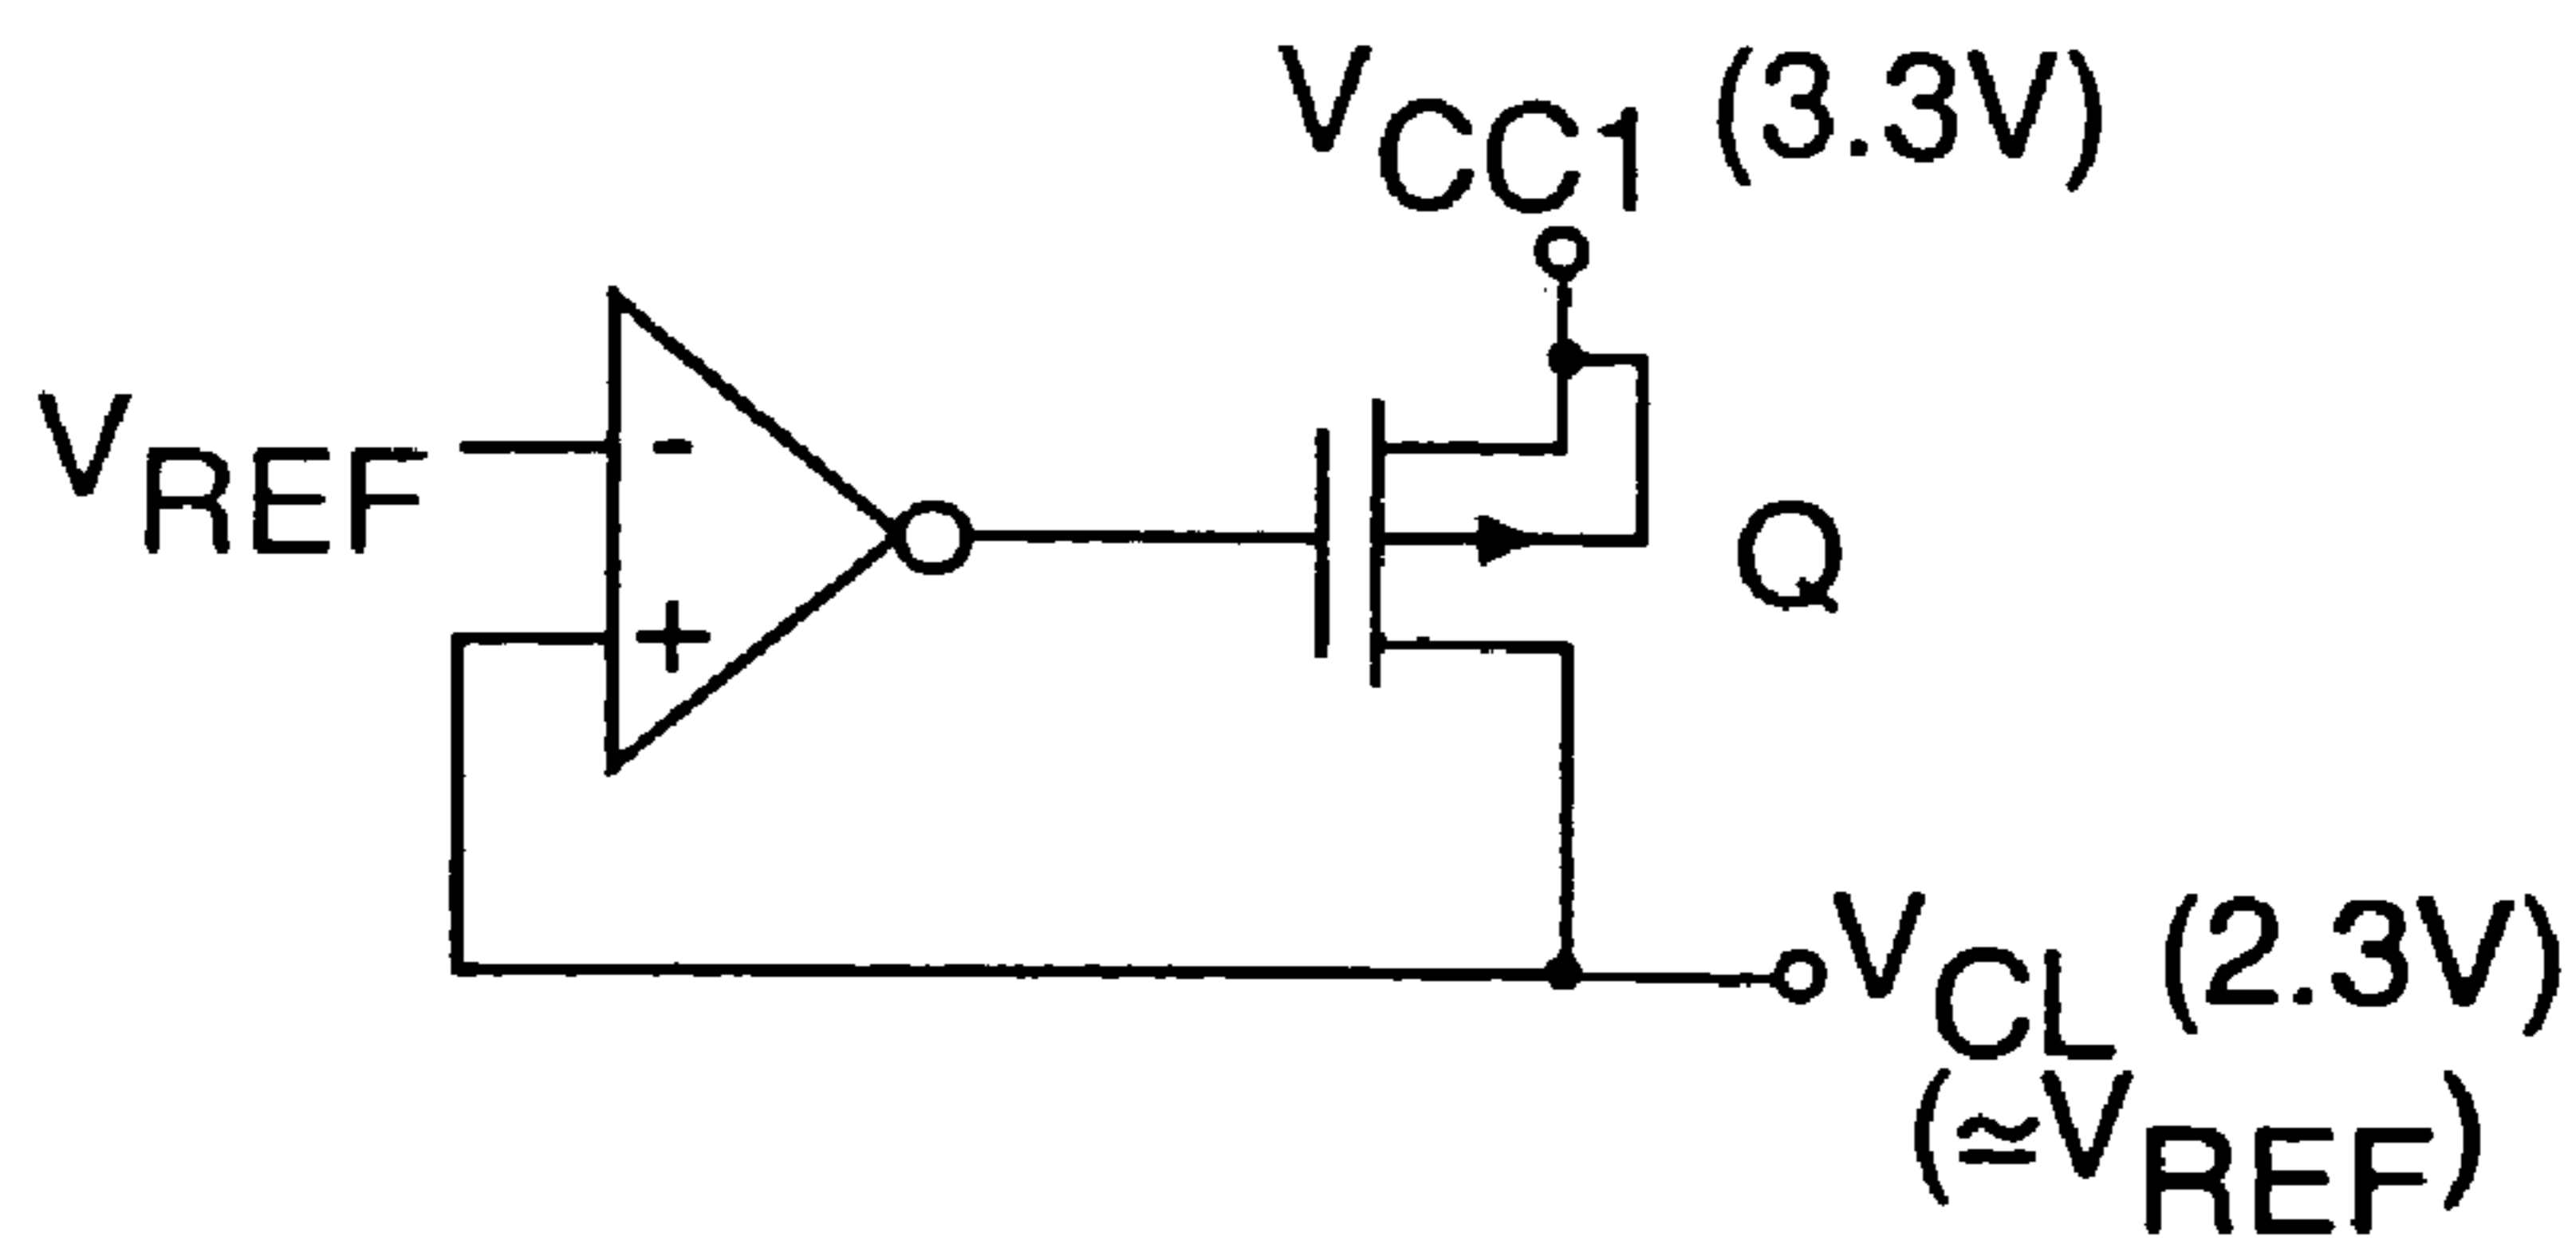 VCC1 (3.3V)
VREF
-
+
Q
VCL (2.3V)
(≃VREF)